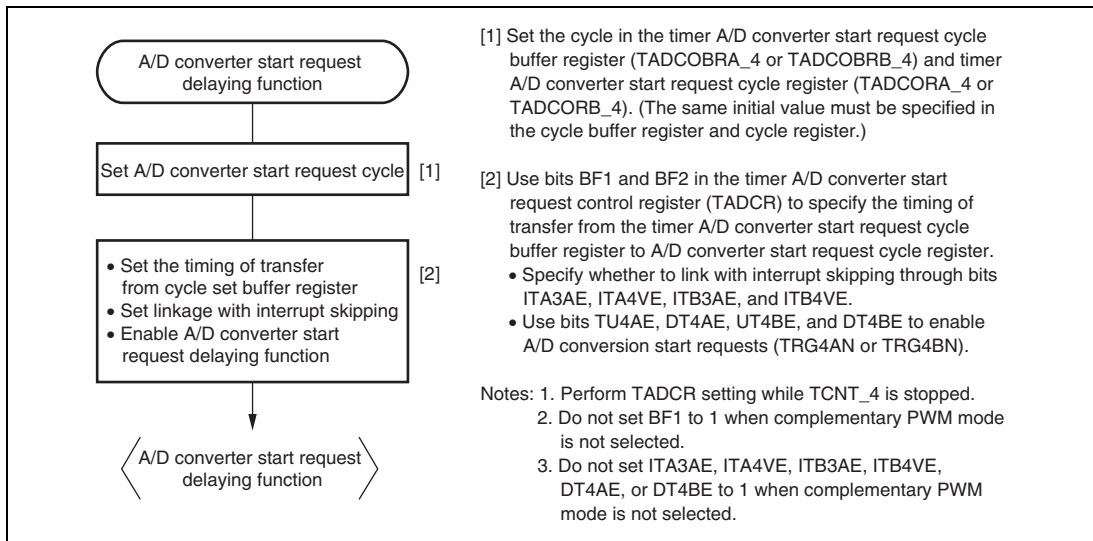 A/D converter start request
delaying function
Set A/D converter start request cycle
[1]
• Set the timing of transfer
from cycle set buffer register
• Set linkage with interrupt skipping
• Enable A/D converter start
request delaying function
[2]
A/D converter start request
delaying function
[1] Set the cycle in the timer A/D converter start request cycle
buffer register (TADCOBRA_4 or TADCOBRB_4) and timer
A/D converter start request cycle register (TADCORA_4 or
TADCORB_4). (The same initial value must be specified in
the cycle buffer register and cycle register.)
[2] Use bits BF1 and BF2 in the timer A/D converter start
request control register (TADCR) to specify the timing of
transfer from the timer A/D converter start request cycle
buffer register to A/D converter start request cycle register.
• Specify whether to link with interrupt skipping through bits
ITA3AE, ITA4VE, ITB3AE, and ITB4VE.
• Use bits TU4AE, DT4AE, UT4BE, and DT4BE to enable
A/D conversion start requests (TRG4AN or TRG4BN).
Notes: 1. Perform TADCR setting while TCNT_4 is stopped.
2. Do not set BF1 to 1 when complementary PWM mode
is not selected.
3. Do not set ITA3AE, ITA4VE, ITB3AE, ITB4VE,
DT4AE, or DT4BE to 1 when complementary PWM
mode is not selected.